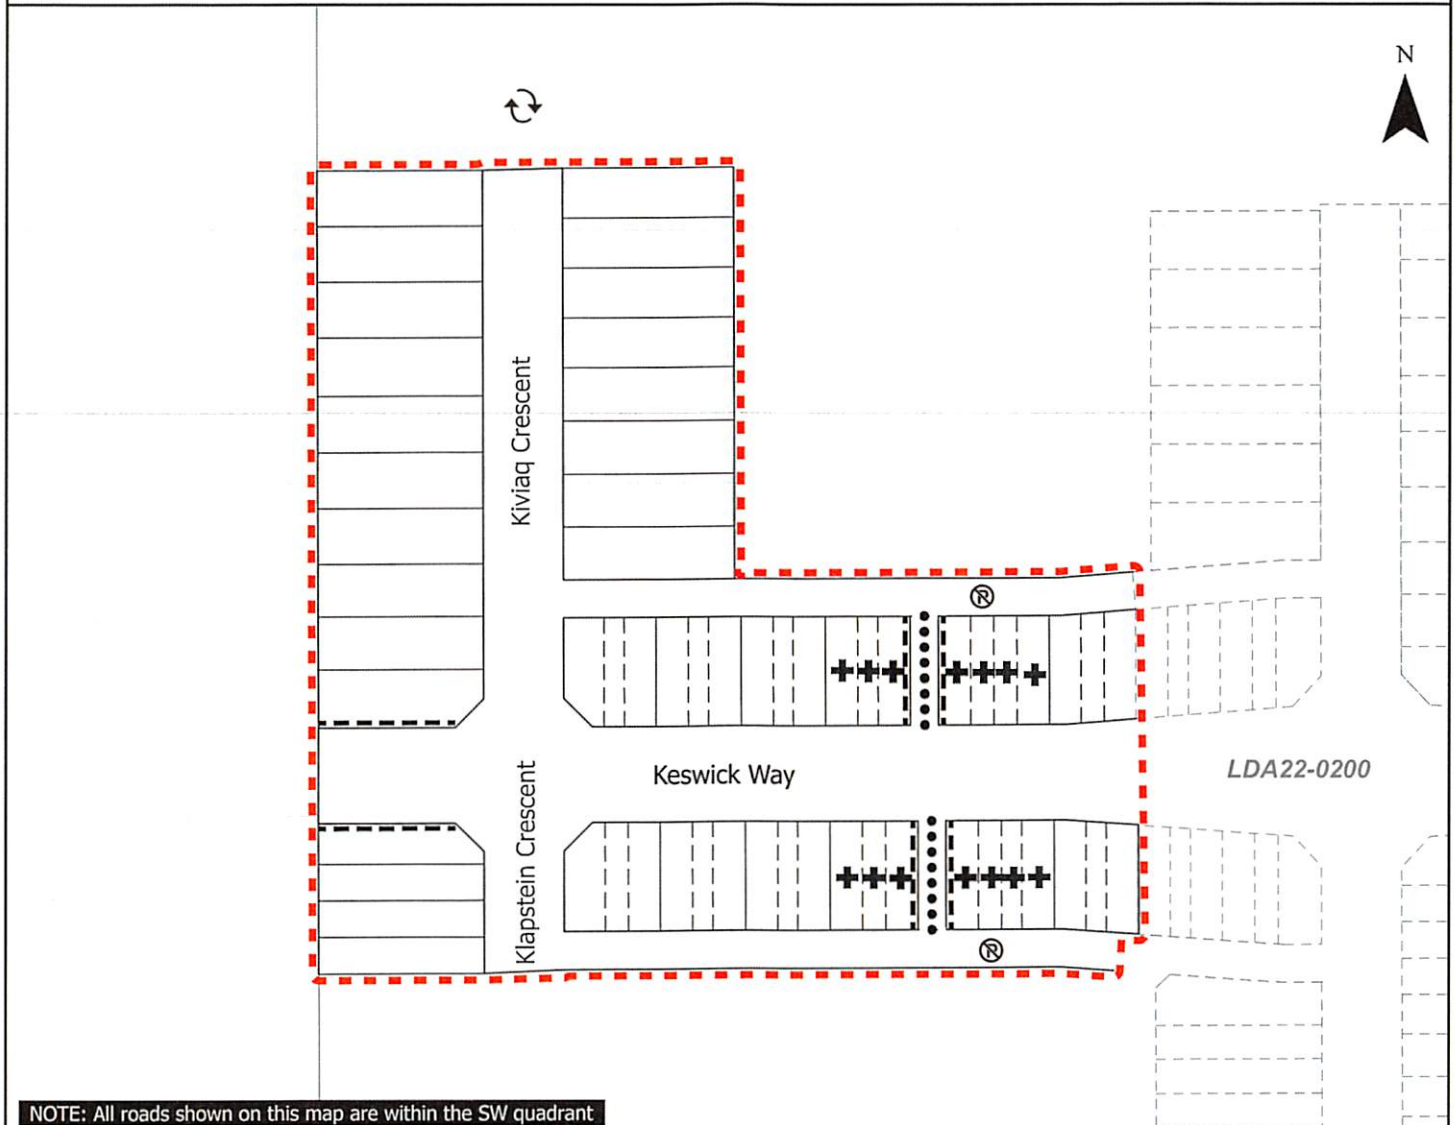 N
Kiviaq Crescent
Keswick Way
LDA22-0200
Klapstein Crescent
NOTE: All roads shown on this map are within the SW quadrant